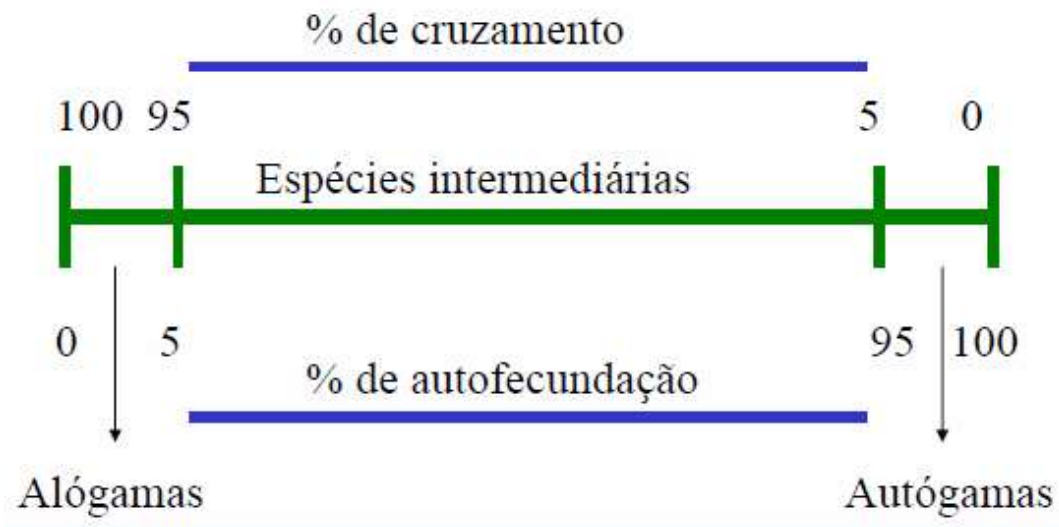 % de cruzamento
100 95 5 0
Espécies intermediárias
0 5 95 100
% de autofecundação
Alógamas Autógamas